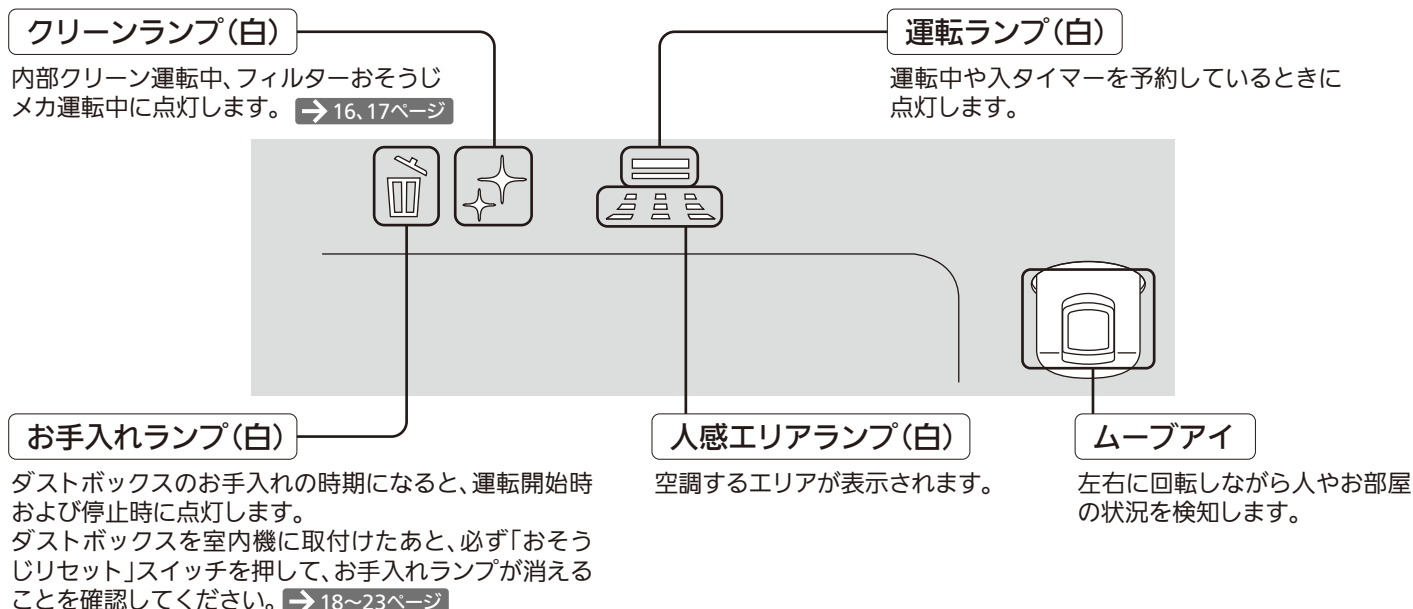 クリーンランプ（白）
内部クリーン運転中、フィルターおそうじ
メカ運転中に点灯します。 16、17ページ
運転ランプ（白）
運転中や入タイマーを予約しているときに
点灯します。
お手入れランプ（白）
ダストボックスのお手入れの時期になると、運転開始時
および停止時に点灯します。
ダストボックスを室内機に取付けたあと、必ず「おそう
じリセット」スイッチを押して、お手入れランプが消える
ことを確認してください。 18～23ページ
人感エリアランプ（白）
空調するエリアが表示されます。
ムーブアイ
左右に回転しながら人やお部屋
の状況を検知します。